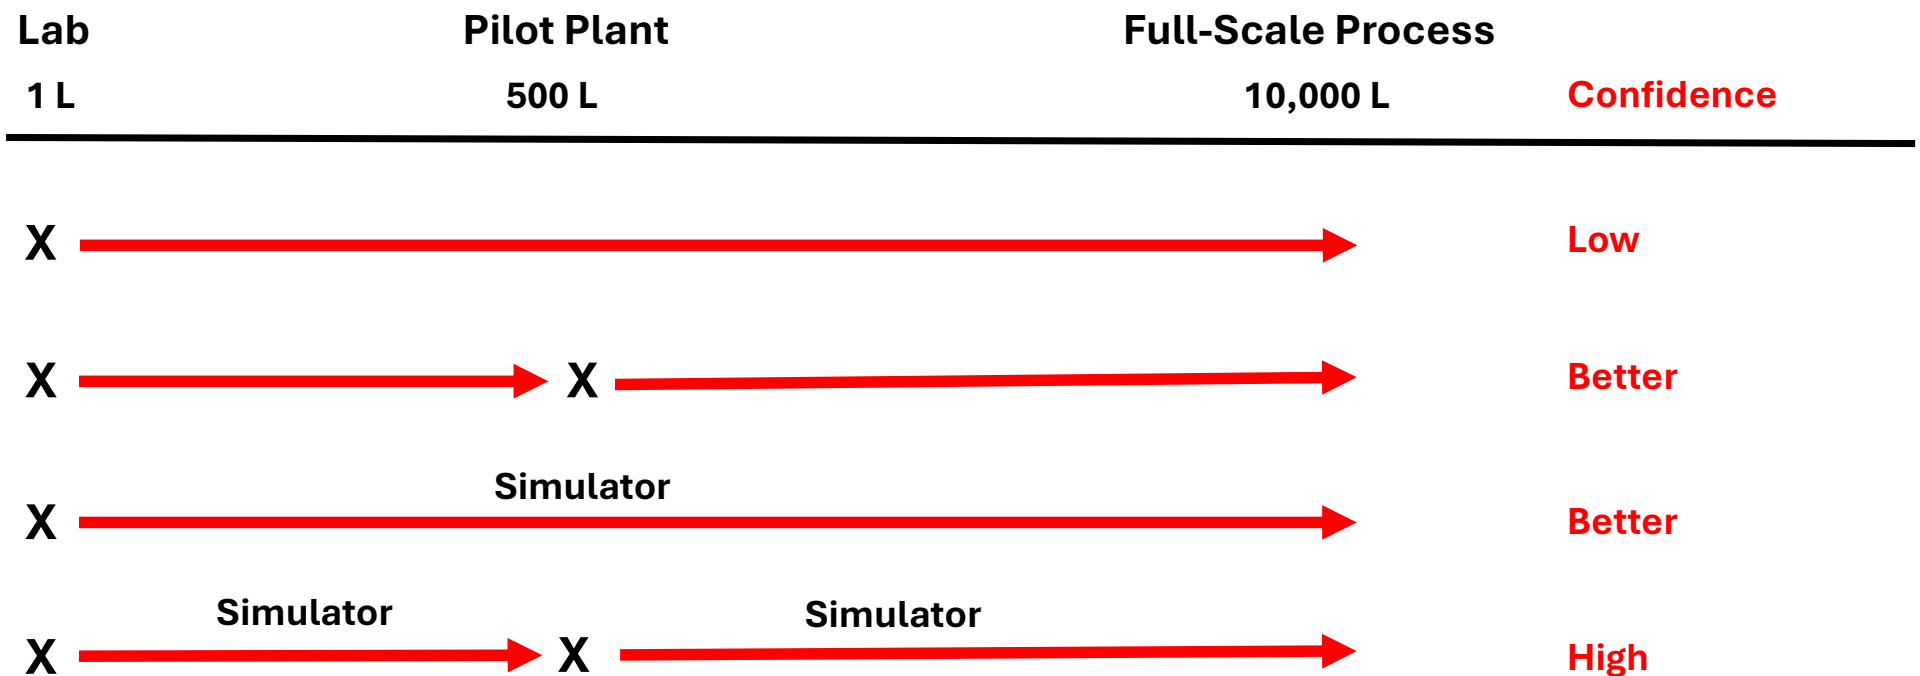 Lab Pilot Plant Full-Scale Process
1 L 500 L 10,000 L Confidence
X Low
X X Better
Simulator
X Better
Simulator Simulator
X X High